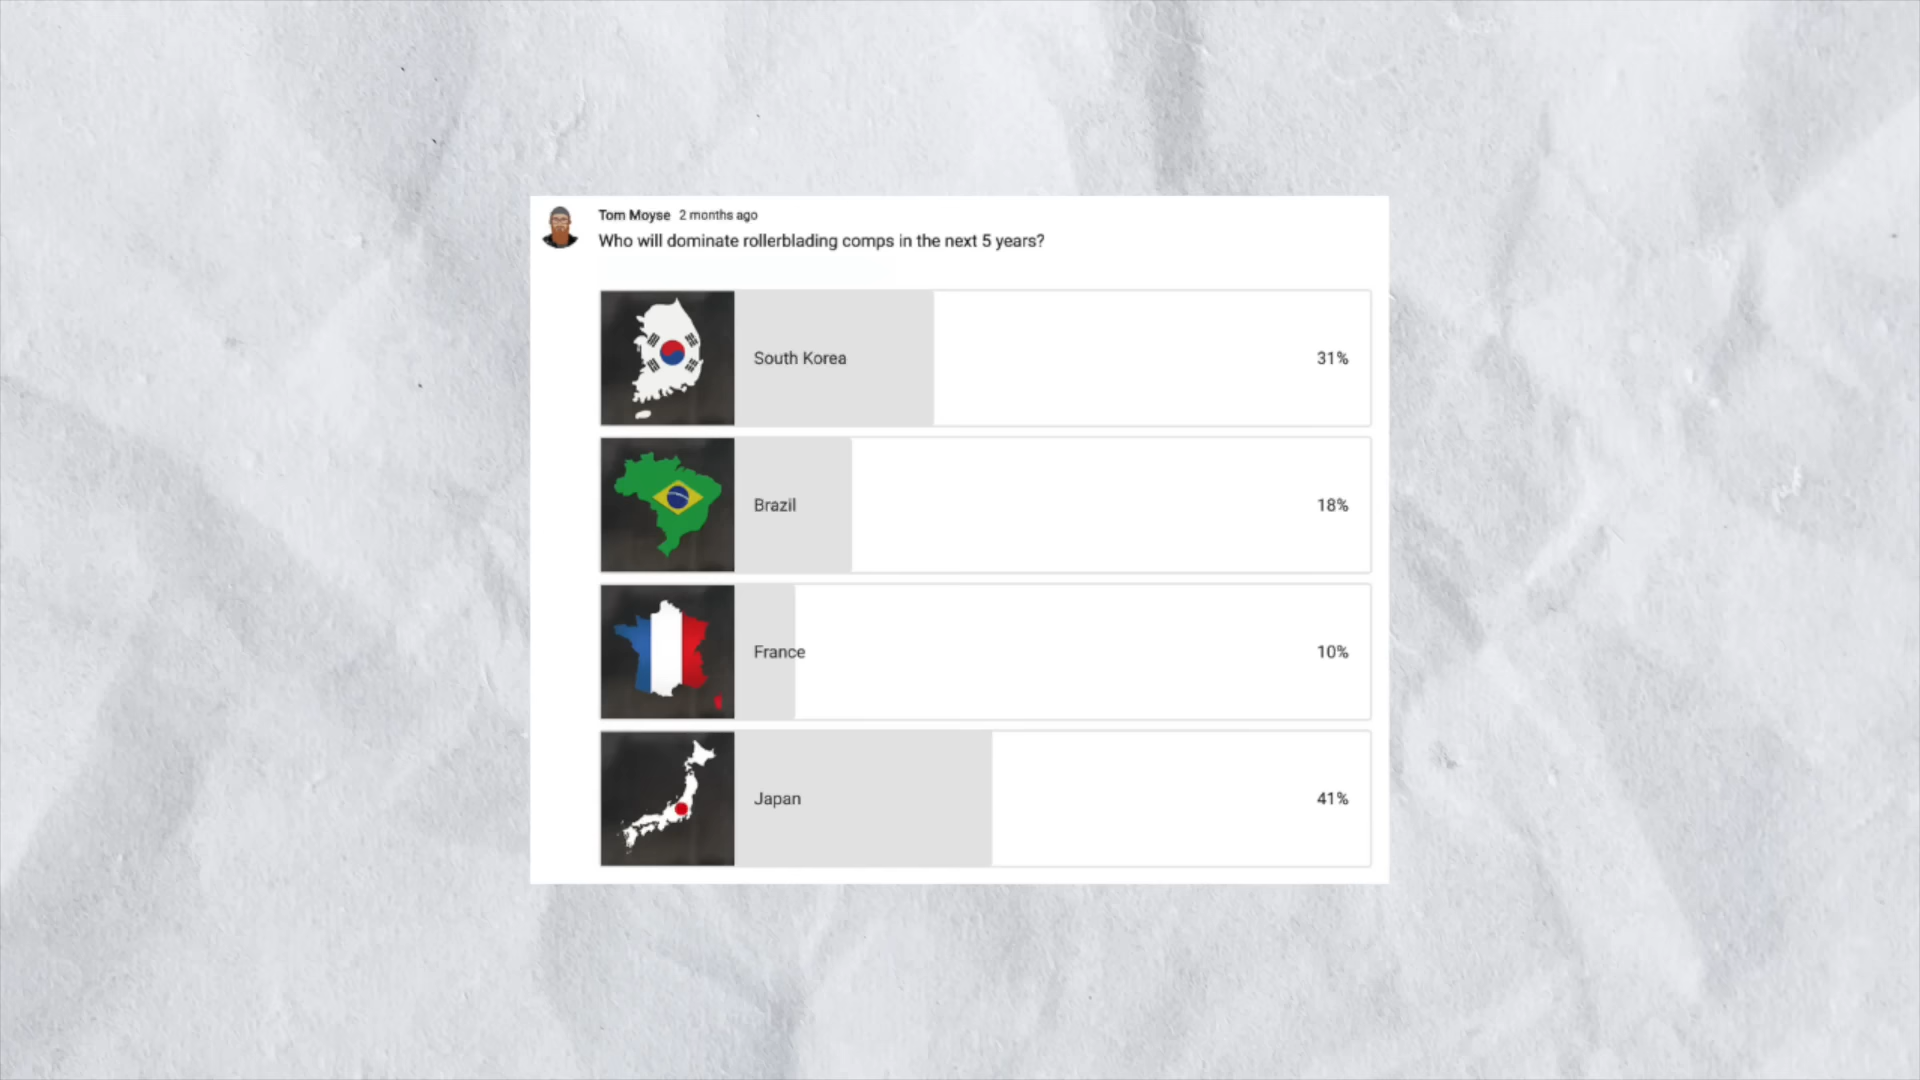 Tom Moyse 2 months ago
Who will dominate rollerblading comps in the next 5 years?
South Korea 31%
Brazil 18%
France 10%
Japan 41%